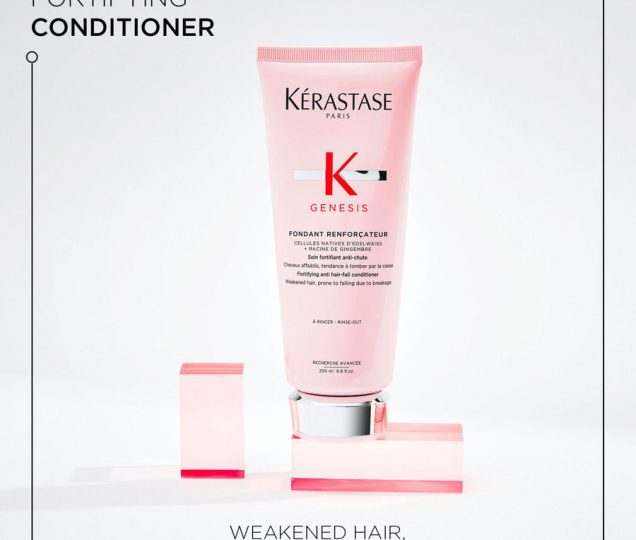 FORTIFYING
CONDITIONER
KÉRASTASE
PARIS
K
GENESIS
FONDANT RENFORÇATEUR
CELLULES NATIVES D'EDELWEISS
+ RACINE DE GINGEMBRE
Soin fortifiant anti-chute
Cheveux affaiblis, tendance à tomber par la casse
Fortifying anti hair-fall conditioner
Weakened hair, prone to falling due to breakage
À RINCER - RINSE-OUT
RECHERCHE AVANCÉE
200 ml 6.8 fl.oz.
WEAKENED HAIR,